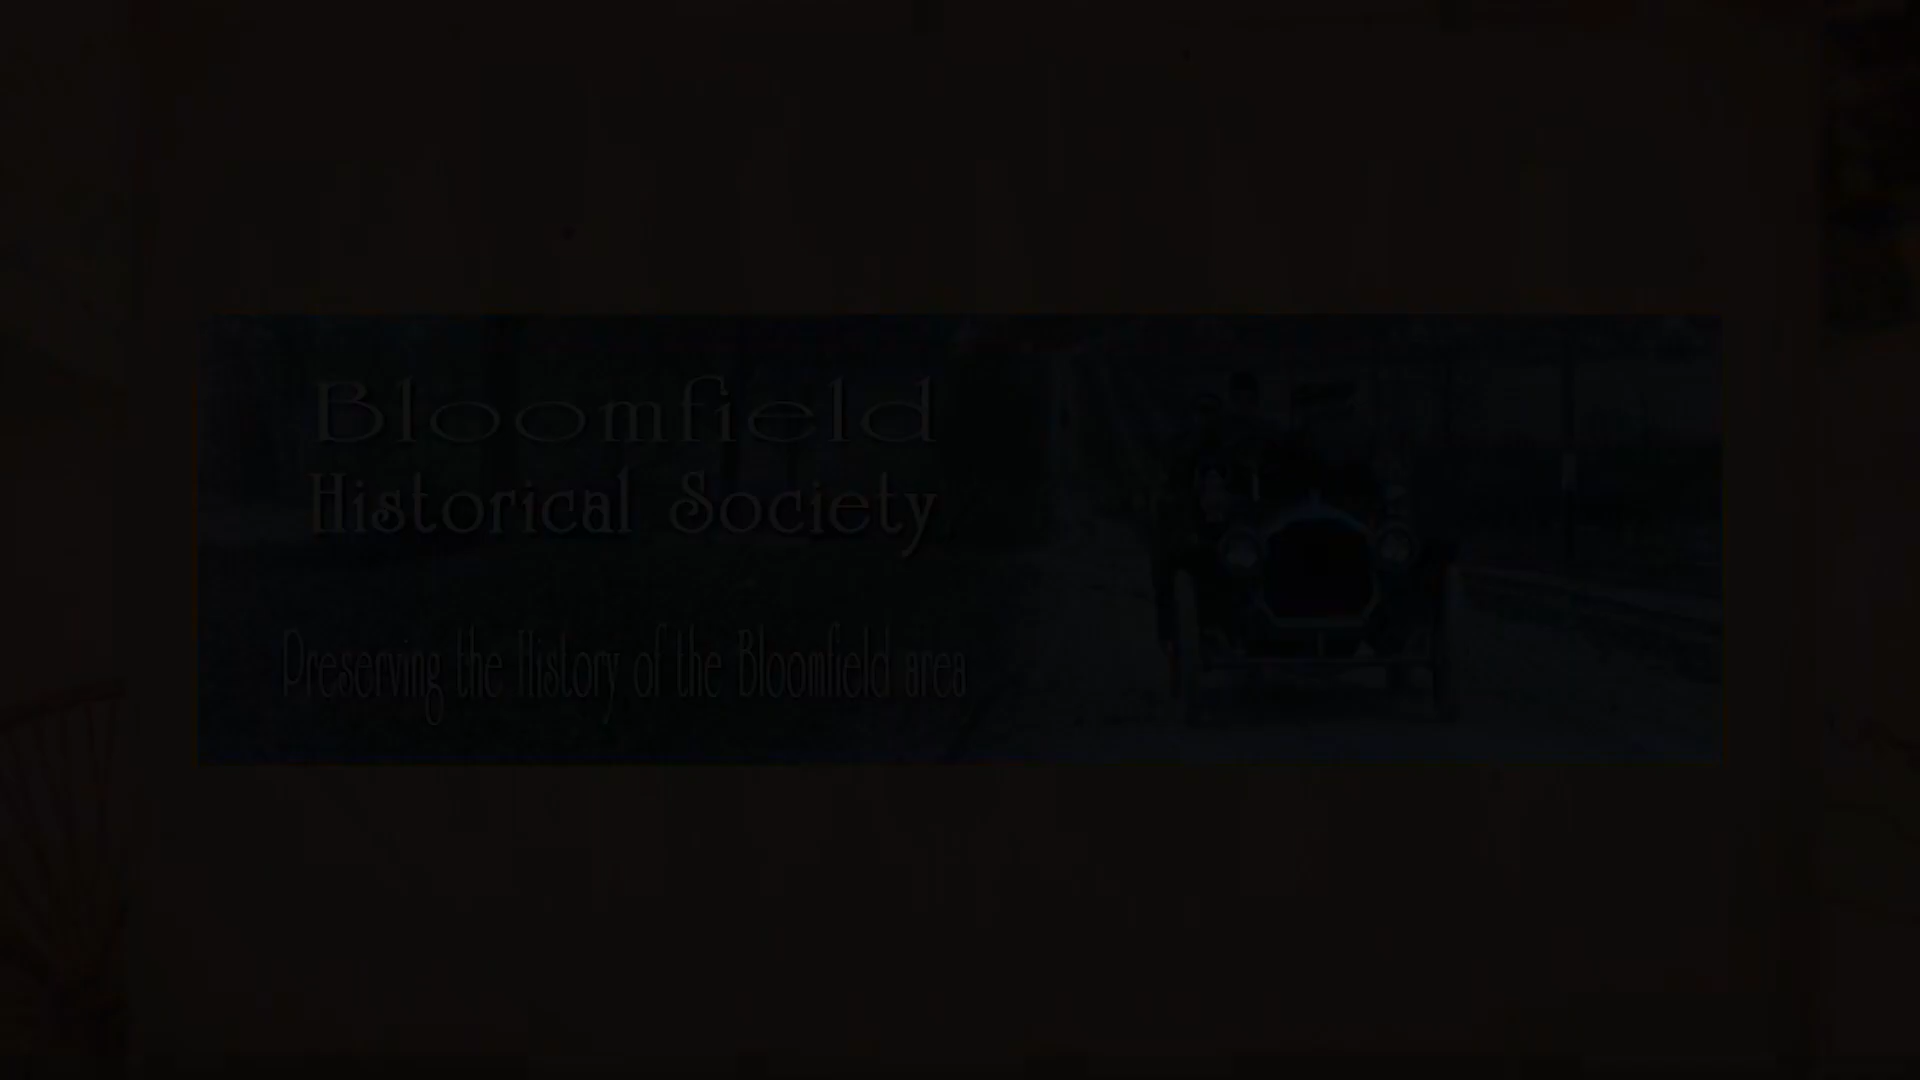 Bloomfield
Historical Society
Preserving the History of the Bloomfield area